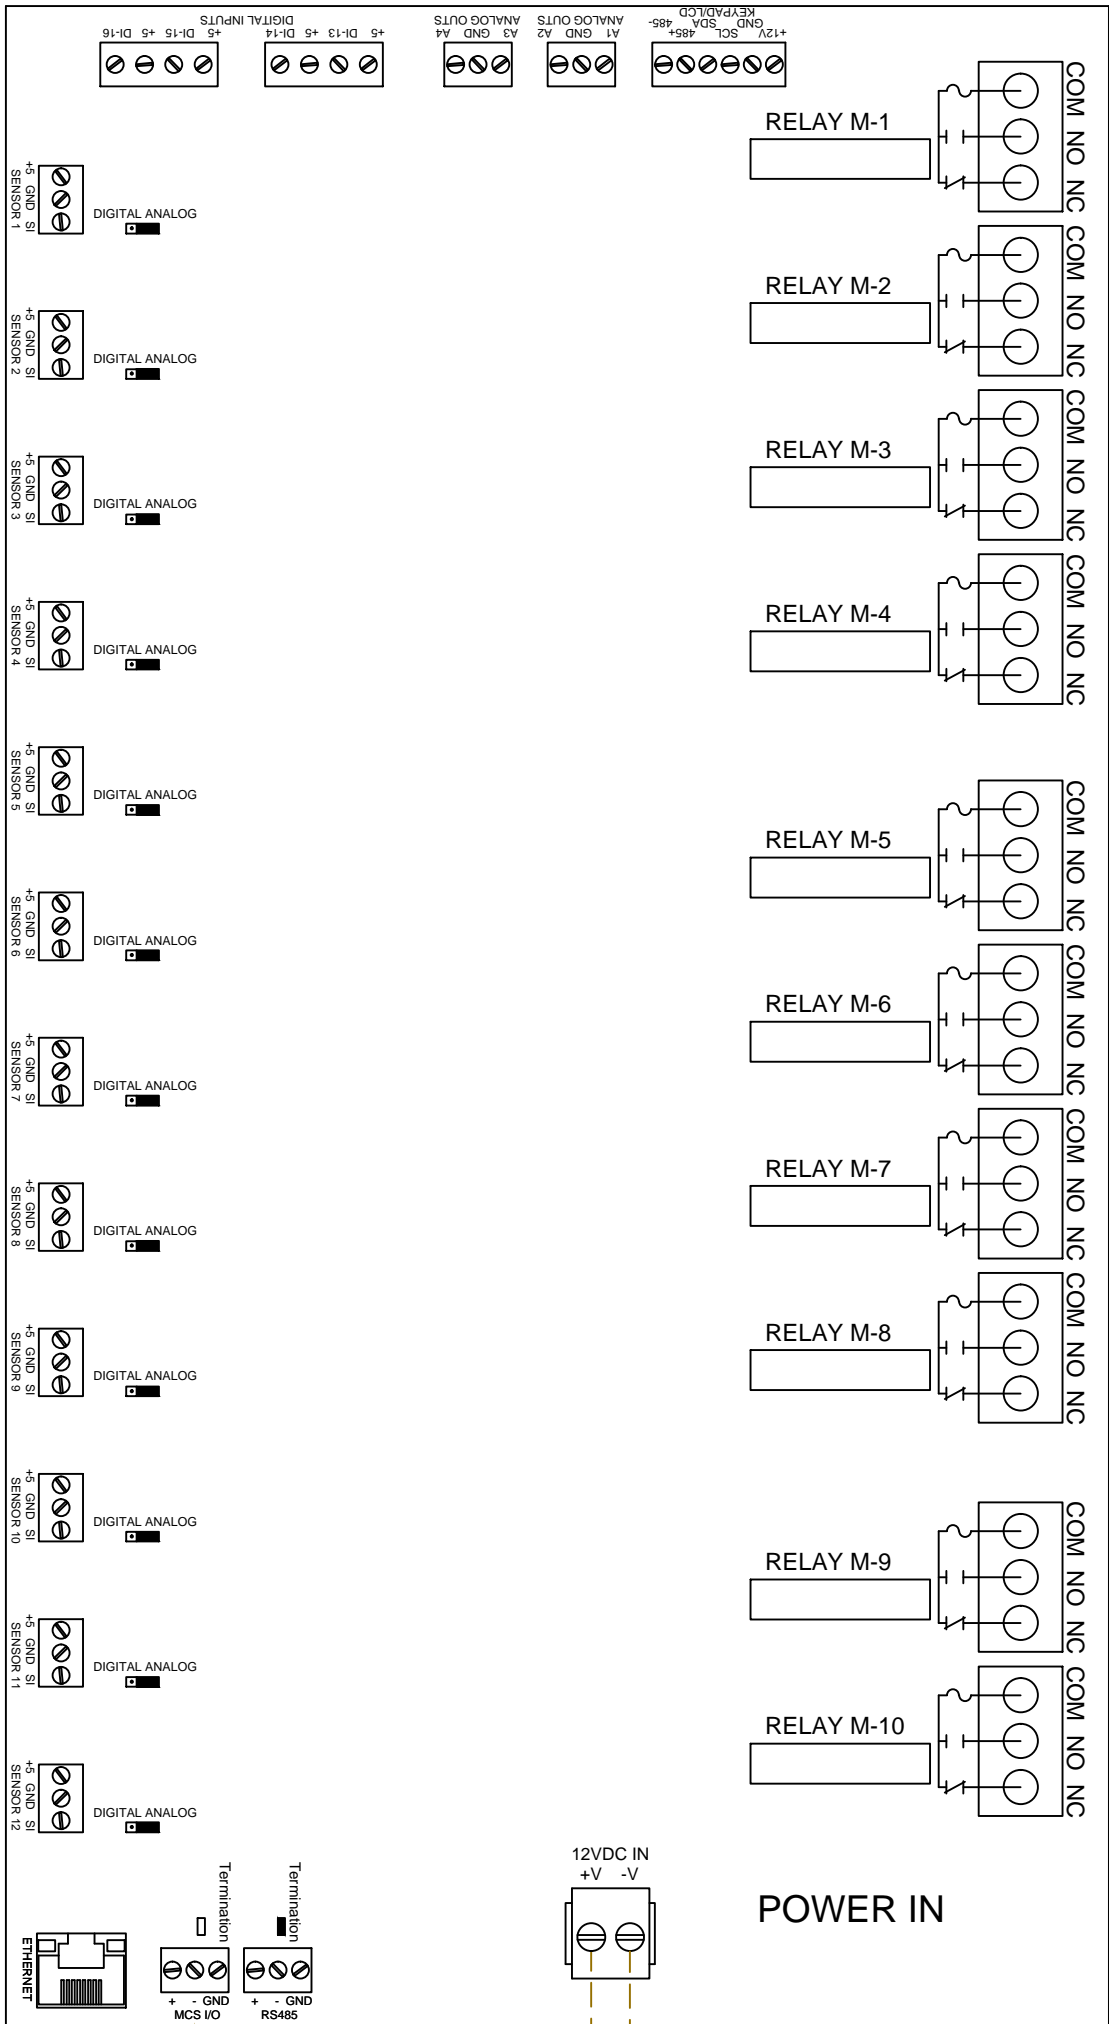 DIGITAL INPUTS
DI-16 +5 DI-15 +5
DI-14 +5 DI-13 +5
ANALOG OUTS
A4 GND A3
ANALOG OUTS
A2 GND A1
KEYPAD/LCD
485- 485+ SDA SCL GND +12V
RELAY M-1
COM NO NC
RELAY M-2
COM NO NC
RELAY M-3
COM NO NC
RELAY M-4
COM NO NC
RELAY M-5
COM NO NC
RELAY M-6
COM NO NC
RELAY M-7
COM NO NC
RELAY M-8
COM NO NC
RELAY M-9
COM NO NC
RELAY M-10
COM NO NC
+5 GND SI
SENSOR 1
DIGITAL ANALOG
+5 GND SI
SENSOR 2
DIGITAL ANALOG
+5 GND SI
SENSOR 3
DIGITAL ANALOG
+5 GND SI
SENSOR 4
DIGITAL ANALOG
+5 GND SI
SENSOR 5
DIGITAL ANALOG
+5 GND SI
SENSOR 6
DIGITAL ANALOG
+5 GND SI
SENSOR 7
DIGITAL ANALOG
+5 GND SI
SENSOR 8
DIGITAL ANALOG
+5 GND SI
SENSOR 9
DIGITAL ANALOG
+5 GND SI
SENSOR 10
DIGITAL ANALOG
+5 GND SI
SENSOR 11
DIGITAL ANALOG
+5 GND SI
SENSOR 12
DIGITAL ANALOG
ETHERNET
Termination
+ - GND
MCS I/O
Termination
+ - GND
RS485
12VDC IN
+V -V
POWER IN